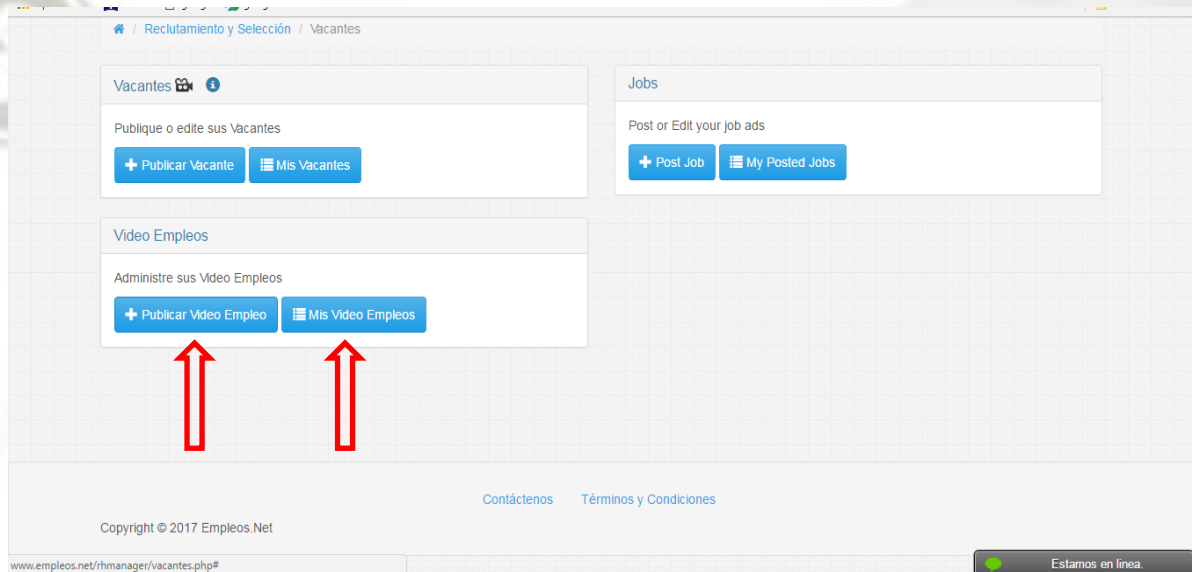 / Reclutamiento y Selección / Vacantes
Vacantes
Publique o edite sus Vacantes
Publicar Vacante
Mis Vacantes
Jobs
Post or Edit your job ads
Post Job
My Posted Jobs
Video Empleos
Administre sus Video Empleos
Publicar Video Empleo
Mis Video Empleos
Contáctenos
Términos y Condiciones
Copyright © 2017 Empleos.Net
www.empleos.net/rhmanager/vacantes.php#
Estamos en linea.